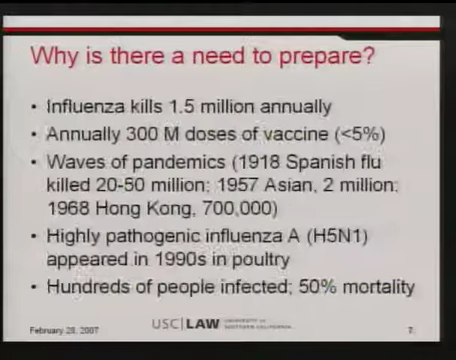 Why is there a need to prepare?
• Influenza kills 1.5 million annually
• Annually 300 M doses of vaccine (<5%)
• Waves of pandemics (1918 Spanish flu
killed 20-50 million; 1957 Asian, 2 million;
1968 Hong Kong, 700,000)
• Highly pathogenic influenza A (H5N1)
appeared in 1990s in poultry
• Hundreds of people infected; 50% mortality
February 28, 2007
USC|LAW UNIVERSITY OF
SOUTHERN CALIFORNIA
7